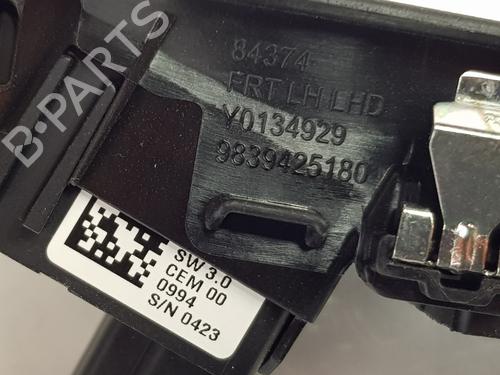 84374
FRT LH LHD
Y0134929
9839425180
SW 3.0
CEM 00
0994
S/N 0423
B-PARTS